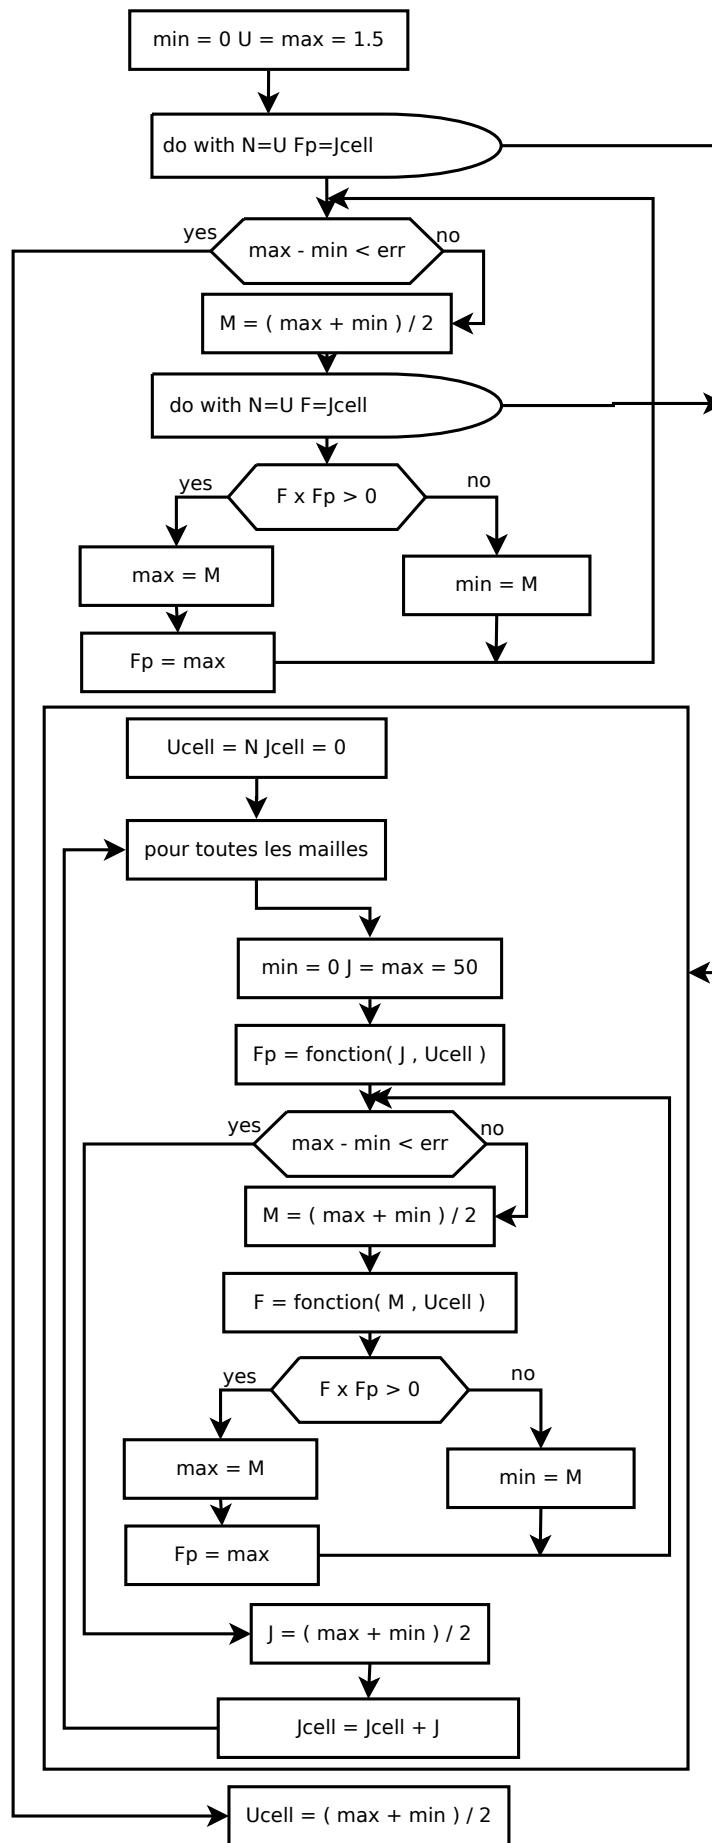 min = 0 U = max = 1.5
do with N=U Fp=Jcell
yes
max - min < err
no
M = ( max + min ) / 2
do with N=U F=Jcell
yes
F x Fp > 0
no
max = M
min = M
Fp = max
Ucell = N Jcell = 0
pour toutes les mailles
min = 0 J = max = 50
Fp = fonction( J , Ucell )
yes
max - min < err
no
M = ( max + min ) / 2
F = fonction( M , Ucell )
yes
F x Fp > 0
no
max = M
min = M
Fp = max
J = ( max + min ) / 2
Jcell = Jcell + J
Ucell = ( max + min ) / 2